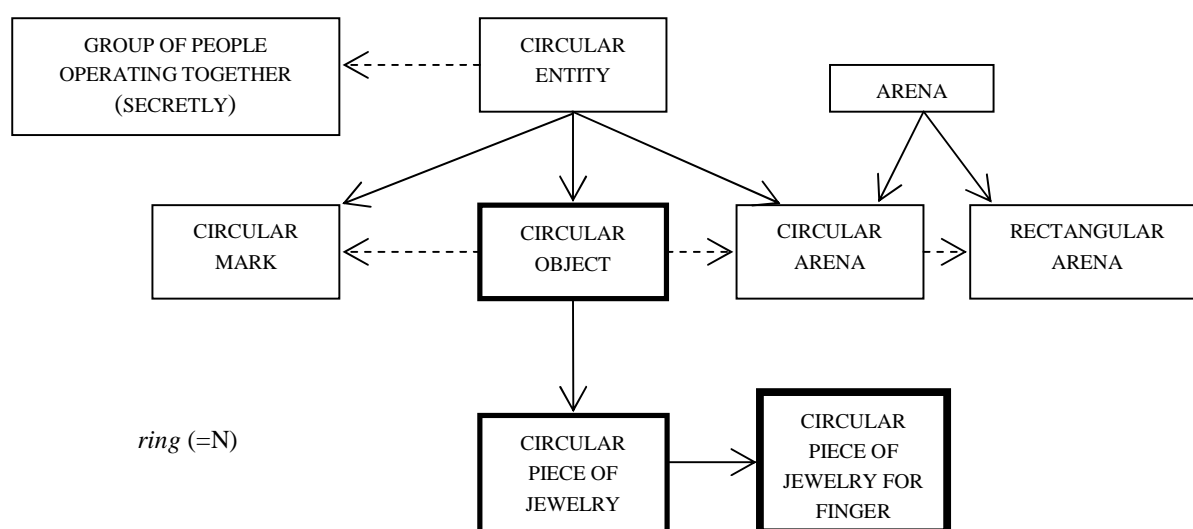 GROUP OF PEOPLE
OPERATING TOGETHER
(SECRETLY)
CIRCULAR
ENTITY
ARENA
CIRCULAR
MARK
CIRCULAR
OBJECT
CIRCULAR
ARENA
RECTANGULAR
ARENA
ring (=N)
CIRCULAR
PIECE OF
JEWELRY
CIRCULAR
PIECE OF
JEWELRY FOR
FINGER